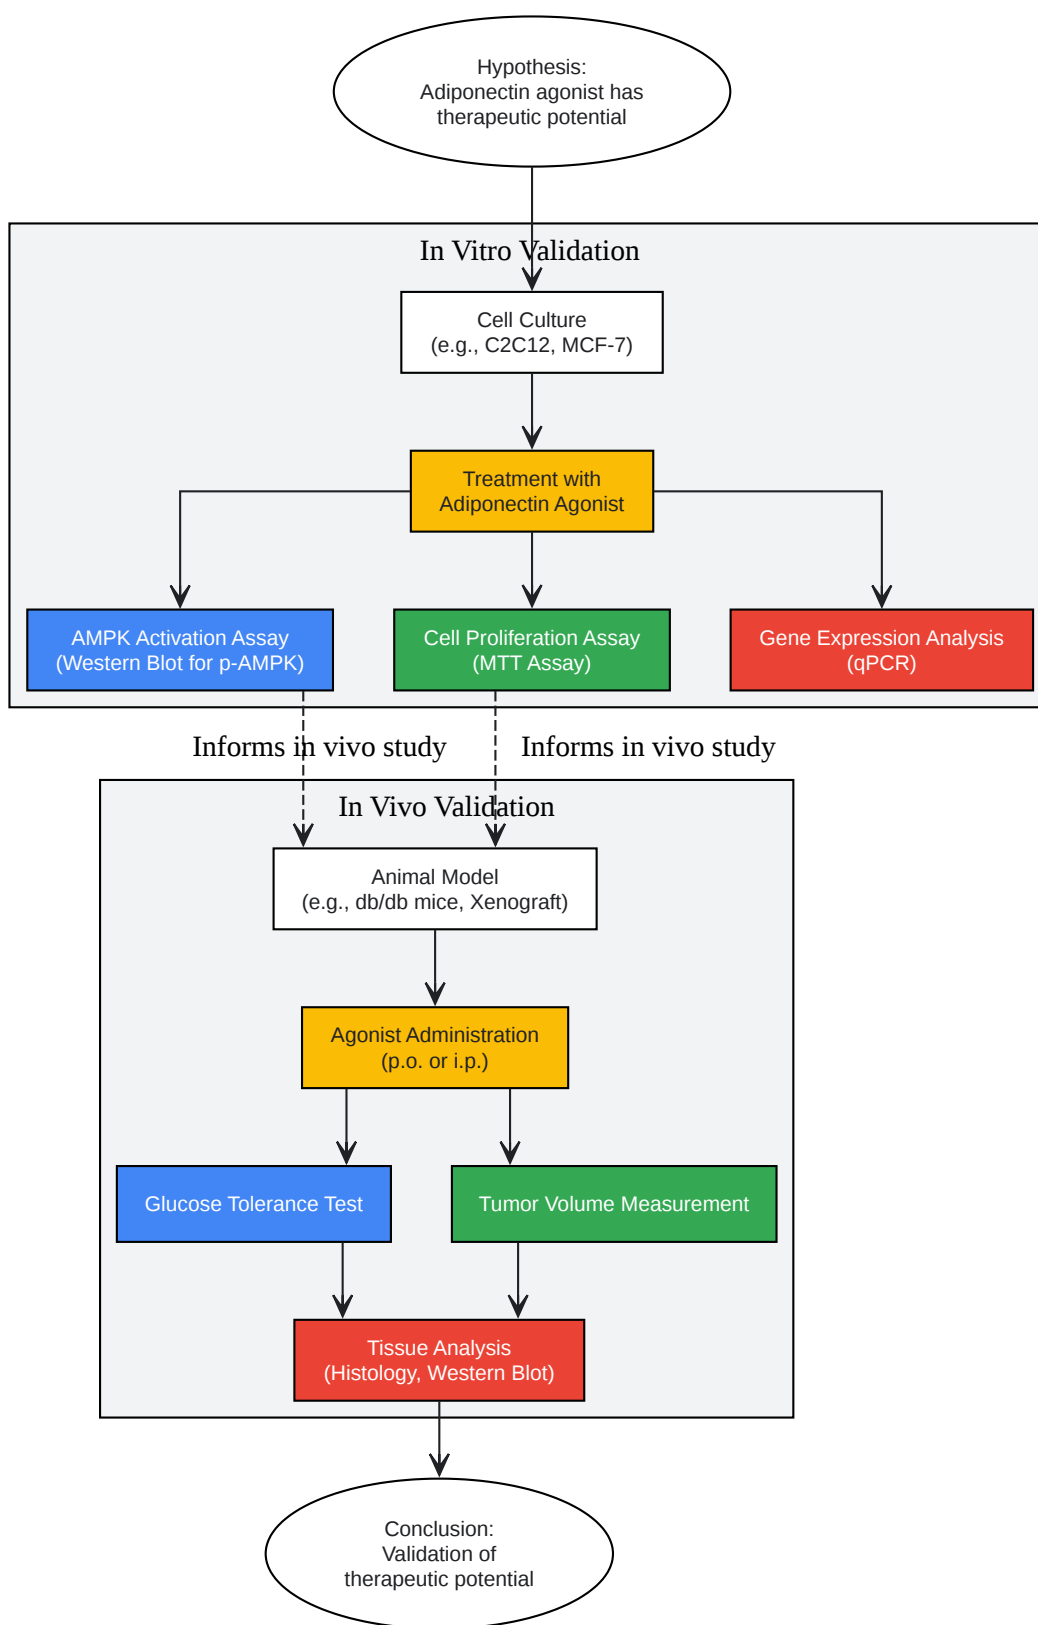 Hypothesis:
Adiponectin agonist has
therapeutic potential
In Vitro Validation
Cell Culture
(e.g., C2C12, MCF-7)
Treatment with
Adiponectin Agonist
AMPK Activation Assay
(Western Blot for p-AMPK)
Cell Proliferation Assay
(MTT Assay)
Gene Expression Analysis
(qPCR)
Informs in vivo study
Informs in vivo study
In Vivo Validation
Animal Model
(e.g., db/db mice, Xenograft)
Agonist Administration
(p.o. or i.p.)
Glucose Tolerance Test
Tumor Volume Measurement
Tissue Analysis
(Histology, Western Blot)
Conclusion:
Validation of
therapeutic potential